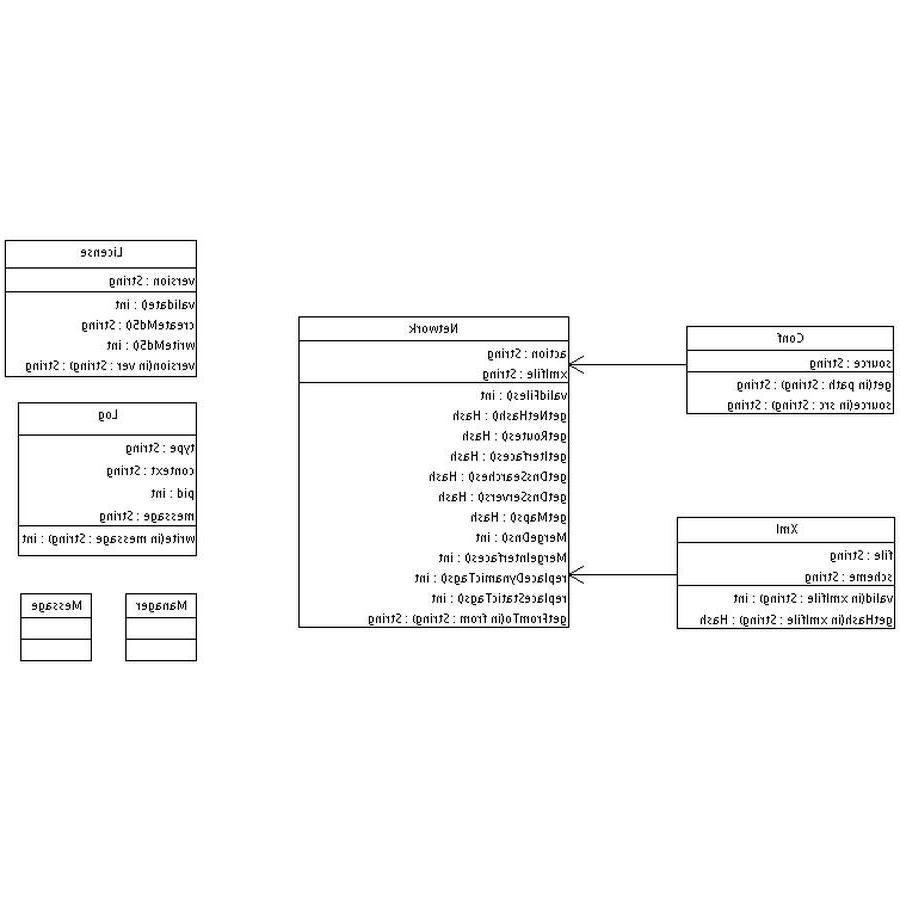 License
version : String
validate() : int
createMd5() : String
writeMd5() : int
version(in ver : String) : String
Log
type : String
context : String
pid : int
message : String
write(in message : String) : int
Message
Manager
Network
action : String
xmlfile : String
validFiles() : int
getNetHash() : Hash
getRoutes() : Hash
getIterfaces() : Hash
getDnsSearches() : Hash
getDnsServers() : Hash
getMaps() : Hash
MergeDns() : int
MergeInterfaces() : int
replaceDynamicTags() : int
replaceStaticTags() : int
getFromTo(in from : String) : String
Conf
source : String
get(in path : String) : String
source(in src : String) : String
Xml
file : String
scheme : String
valid(in xmlfile : String) : int
getHash(in xmlfile : String) : Hash